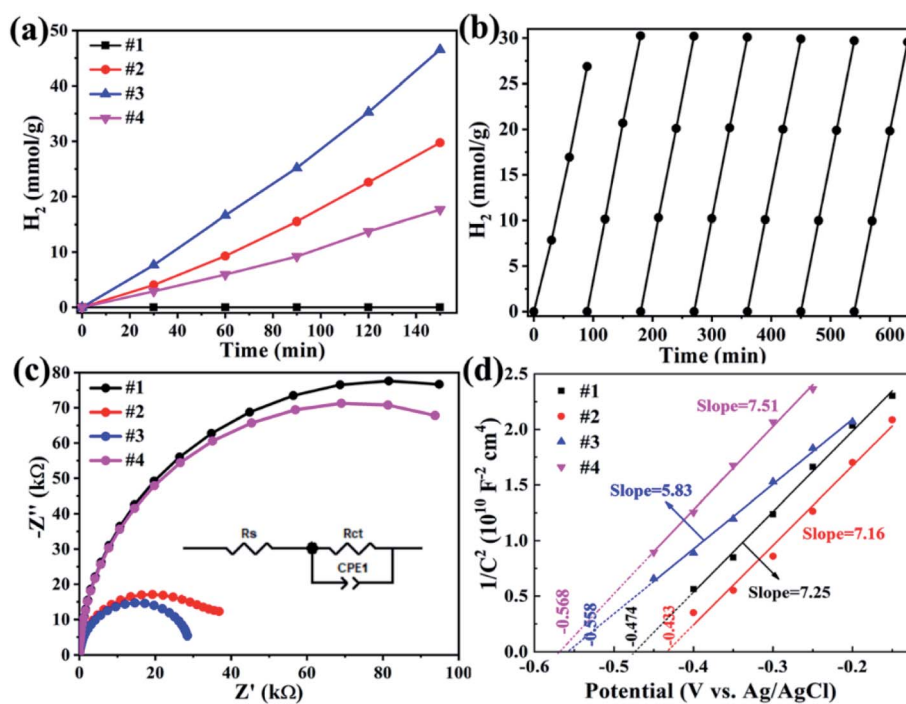 (a)
#1
#2
#3
#4
H2 (mmol/g)
50
40
30
20
10
0
0 20 40 60 80 100 120 140
Time (min)
(b)
H2 (mmol/g)
30
25
20
15
10
5
0
0 100 200 300 400 500 600
Time (min)
(c)
#1
#2
#3
#4
-Z'' (kΩ)
80
70
60
50
40
30
20
10
0
Rs
Rct
CPE1
0 20 40 60 80 100
Z' (kΩ)
(d)
#1
#2
#3
#4
1/C² (10¹⁰ F⁻² cm⁴)
2.5
2.0
1.5
1.0
0.5
0.0
Slope=7.51
Slope=5.83
Slope=7.16
Slope=7.25
-0.568
-0.558
-0.474
-0.433
-0.6 -0.5 -0.4 -0.3 -0.2
Potential (V vs. Ag/AgCl)